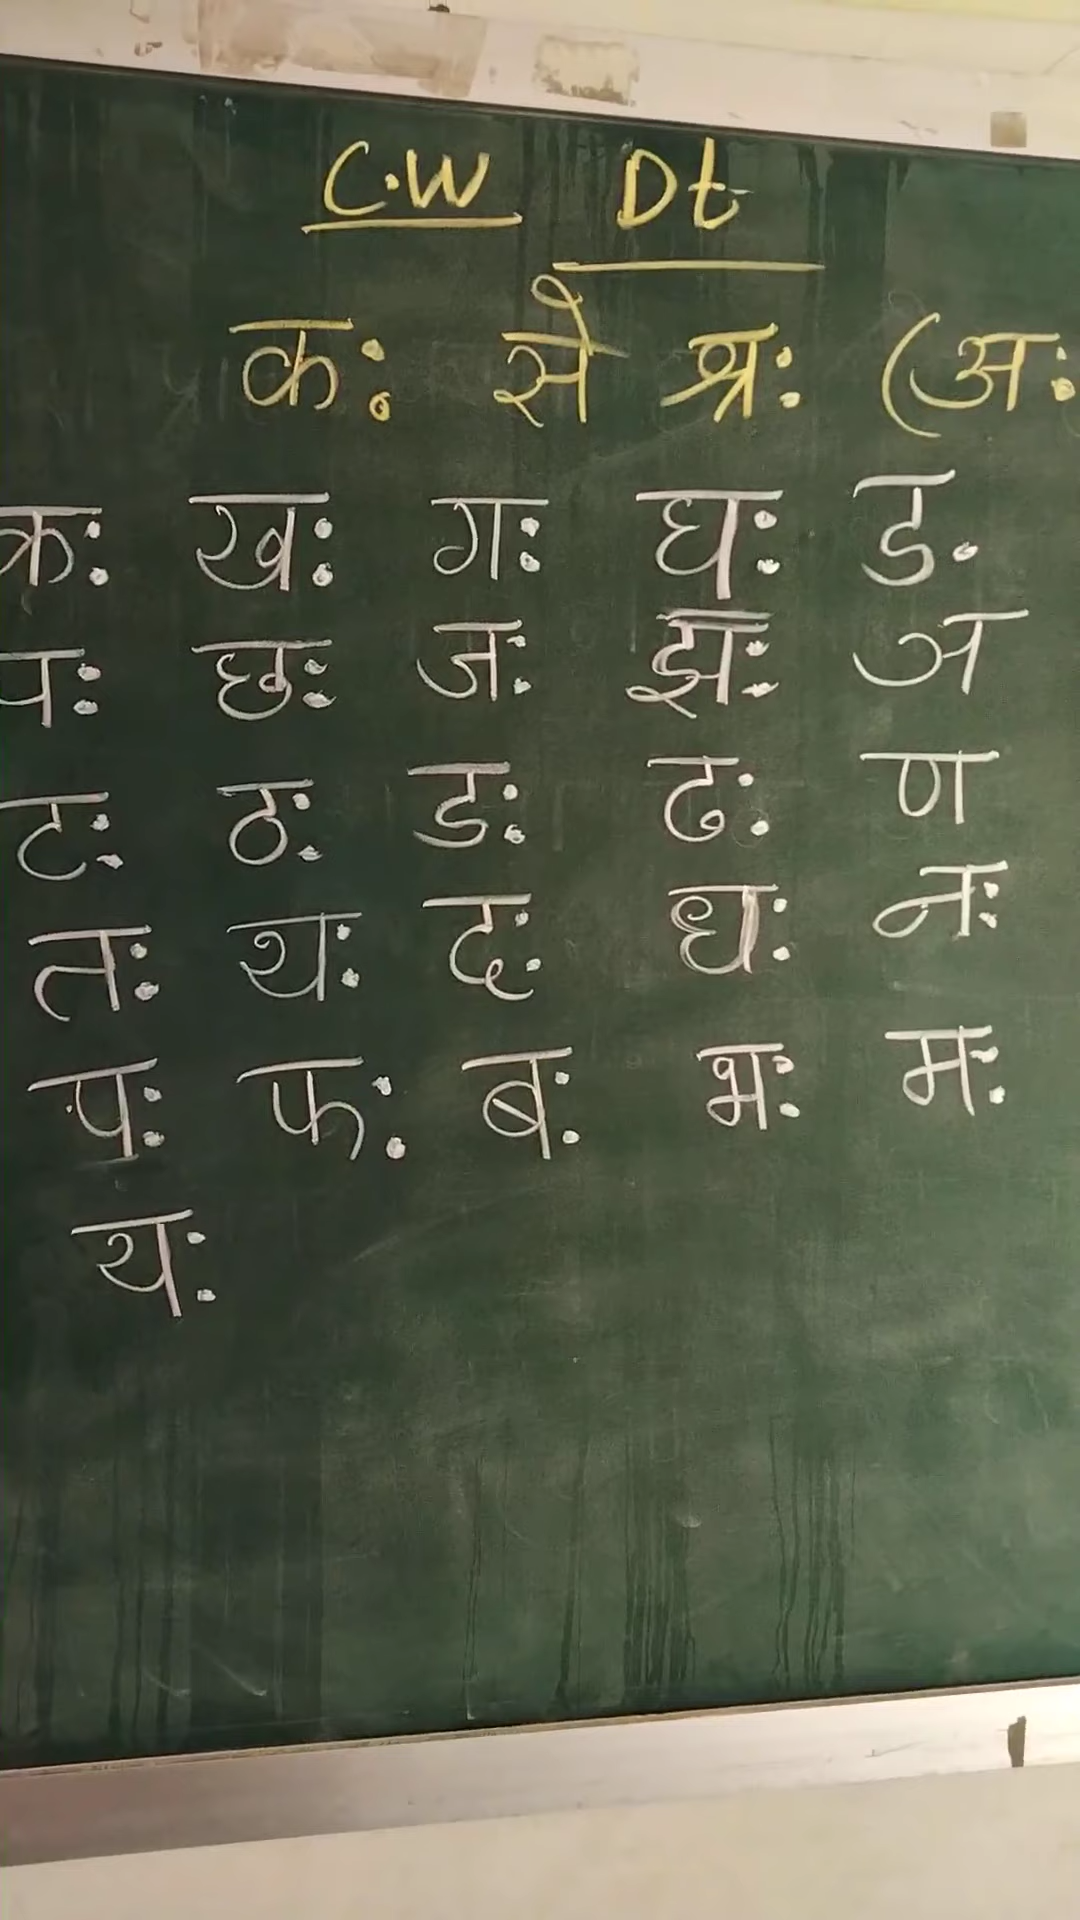 C.W Dt
कः से श्रः (अः
कः खः गः घः ङ
चः छः जः झः ञ
टः ठः डः ढः ण
तः थः दः धः नः
पः फः बः भः मः
यः